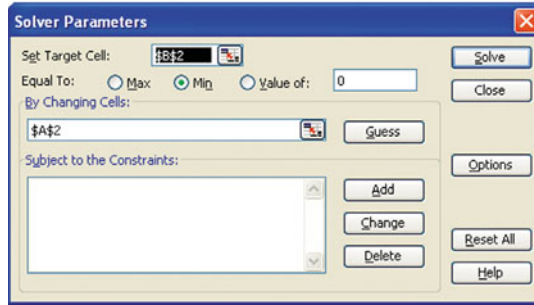 Solver Parameters
Set Target Cell: $B$2 Solve
Equal To: Max Min Value of: 0 Close
By Changing Cells:
$A$2 Guess
Subject to the Constraints: Options
Add
Change
Reset All
Delete
Help